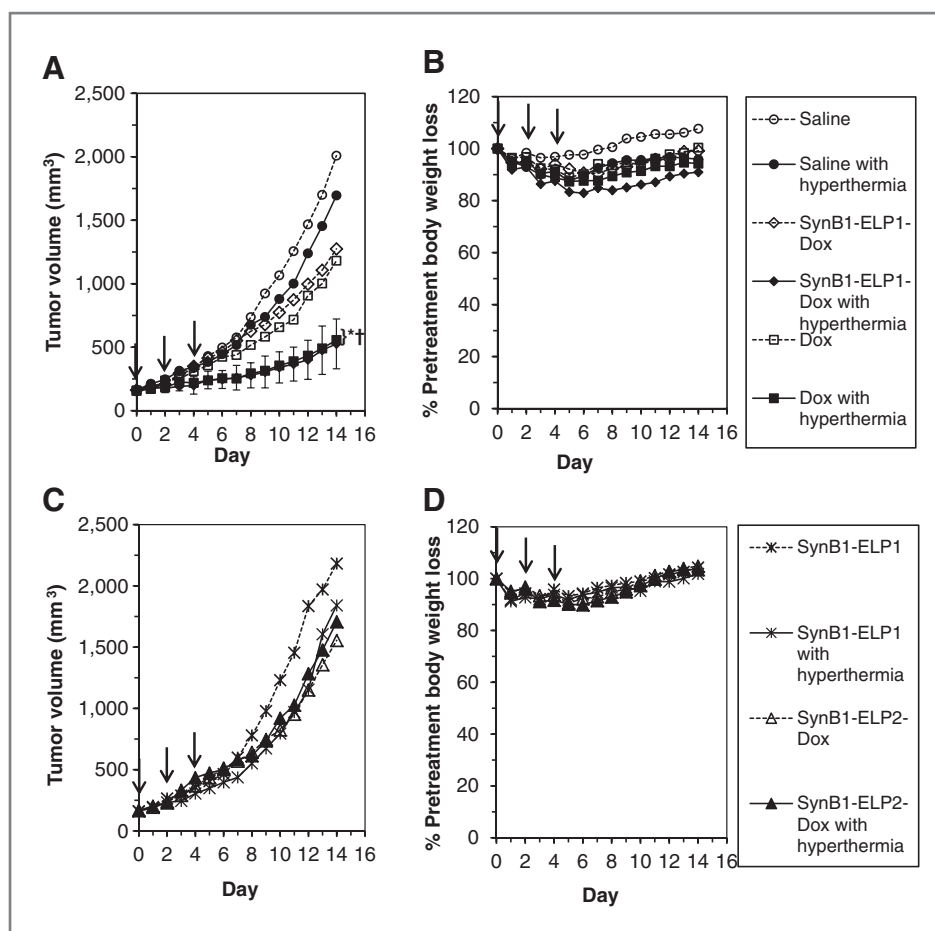 A
Tumor volume (mm³)
2,500
2,000
1,500
1,000
500
0
0 2 4 6 8 10 12 14 16
Day
}*†
B
% Pretreatment body weight loss
120
100
80
60
40
20
0
0 2 4 6 8 10 12 14 16
Day
Saline
Saline with
hyperthermia
SynB1-ELP1-
Dox
SynB1-ELP1-
Dox with
hyperthermia
Dox
Dox with
hyperthermia
C
Tumor volume (mm³)
2,500
2,000
1,500
1,000
500
0
0 2 4 6 8 10 12 14 16
Day
D
% Pretreatment body weight loss
120
100
80
60
40
20
0
0 2 4 6 8 10 12 14 16
Day
SynB1-ELP1
SynB1-ELP1
with
hyperthermia
SynB1-ELP2-
Dox
SynB1-ELP2-
Dox with
hyperthermia